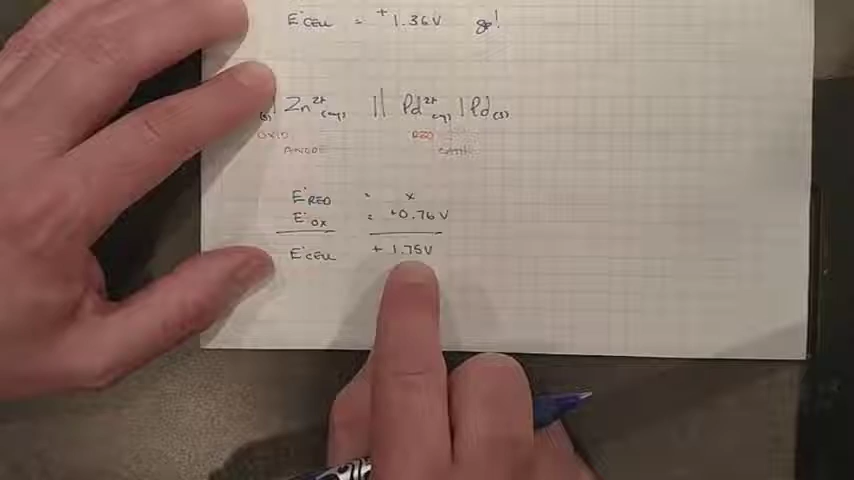 E°CELL = +1.36V go!
(s)| Zn²⁺(aq) || Pd²⁺(aq) | Pd(s)
OXID. RED
ANODE CATH.
E°RED = x
E°OX = +0.76V
E°CELL +1.75V